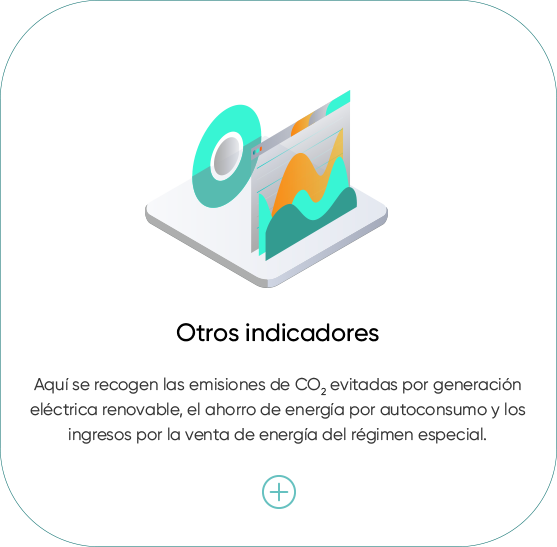 Otros indicadores
Aquí se recogen las emisiones de CO₂ evitadas por generación
eléctrica renovable, el ahorro de energía por autoconsumo y los
ingresos por la venta de energía del régimen especial.